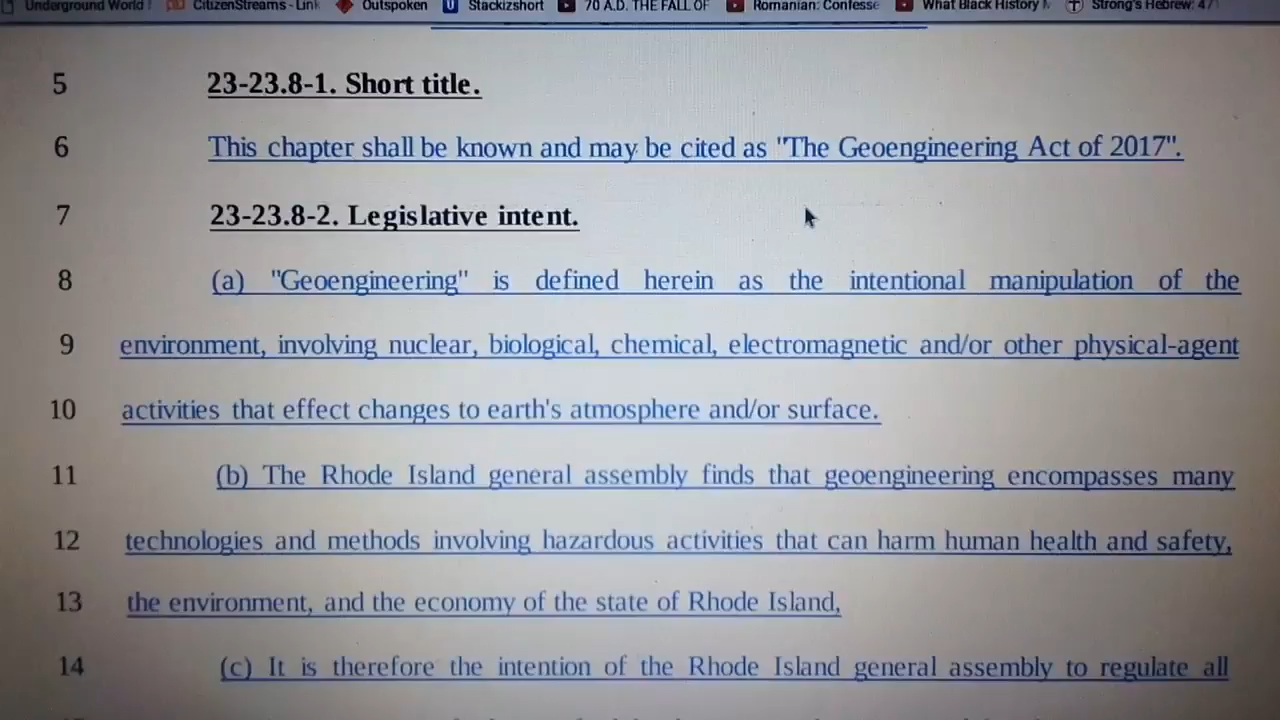 Underground World CitizenStreams - Link Outspoken U Stackizshort 70 A.D. THE FALL OF Romanian: Confesse What Black History Strong's Hebrew: 47
5 23-23.8-1. Short title.
6 This chapter shall be known and may be cited as "The Geoengineering Act of 2017".
7 23-23.8-2. Legislative intent.
8 (a) "Geoengineering" is defined herein as the intentional manipulation of the
9 environment, involving nuclear, biological, chemical, electromagnetic and/or other physical-agent
10 activities that effect changes to earth's atmosphere and/or surface.
11 (b) The Rhode Island general assembly finds that geoengineering encompasses many
12 technologies and methods involving hazardous activities that can harm human health and safety,
13 the environment, and the economy of the state of Rhode Island,
14 (c) It is therefore the intention of the Rhode Island general assembly to regulate all